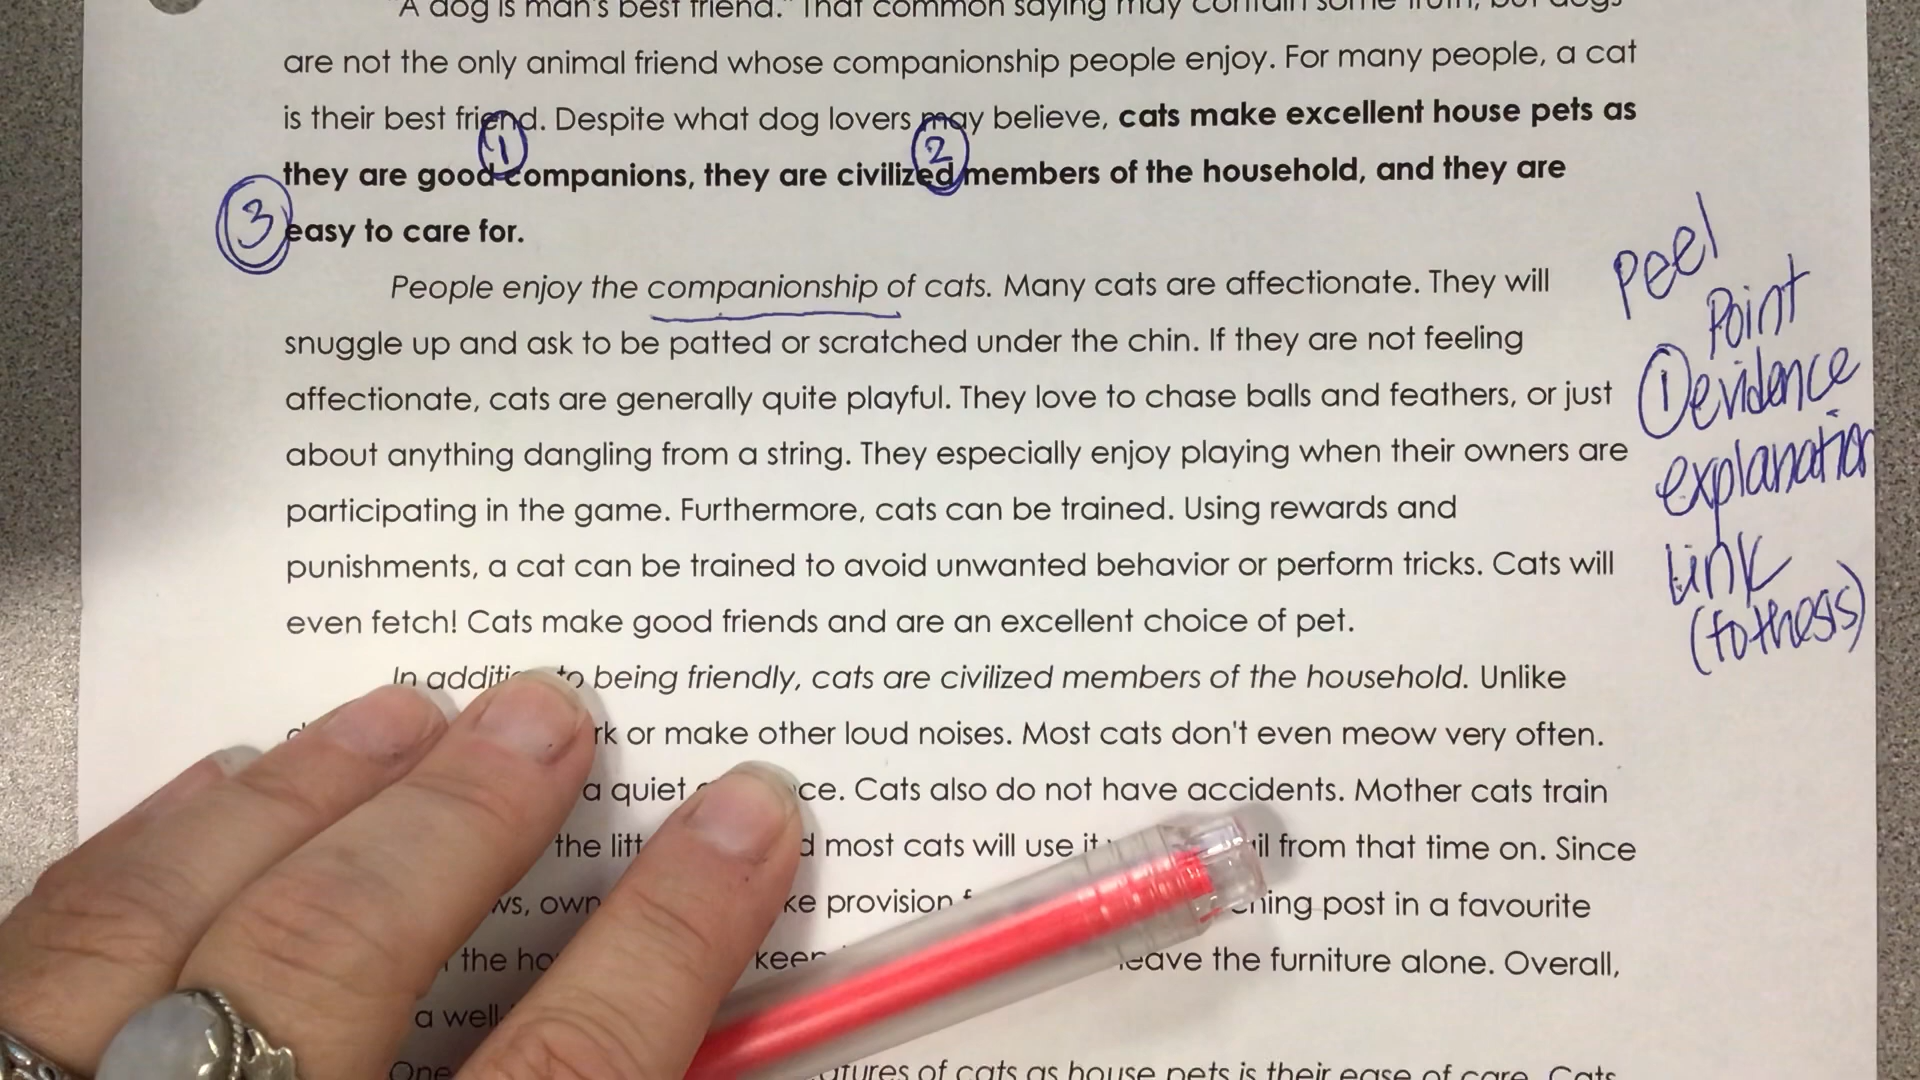 "A dog is man's best friend." That common saying may contain some truth, but dogs
are not the only animal friend whose companionship people enjoy. For many people, a cat
is their best friend. Despite what dog lovers may believe, cats make excellent house pets as
1
2
they are good companions, they are civilized members of the household, and they are
3
easy to care for.
People enjoy the companionship of cats. Many cats are affectionate. They will
snuggle up and ask to be patted or scratched under the chin. If they are not feeling
affectionate, cats are generally quite playful. They love to chase balls and feathers, or just
about anything dangling from a string. They especially enjoy playing when their owners are
participating in the game. Furthermore, cats can be trained. Using rewards and
punishments, a cat can be trained to avoid unwanted behavior or perform tricks. Cats will
even fetch! Cats make good friends and are an excellent choice of pet.
Peel
Point
1 evidence
explanation
Link
(to thesis)
In addition to being friendly, cats are civilized members of the household. Unlike
or make other loud noises. Most cats don't even meow very often.
a quiet Cats also do not have accidents. Mother cats train
the most cats will use it from that time on. Since
provision post in a favourite
the leave the furniture alone. Overall,
a well
One of cats as house pets is their ease of care. Cats